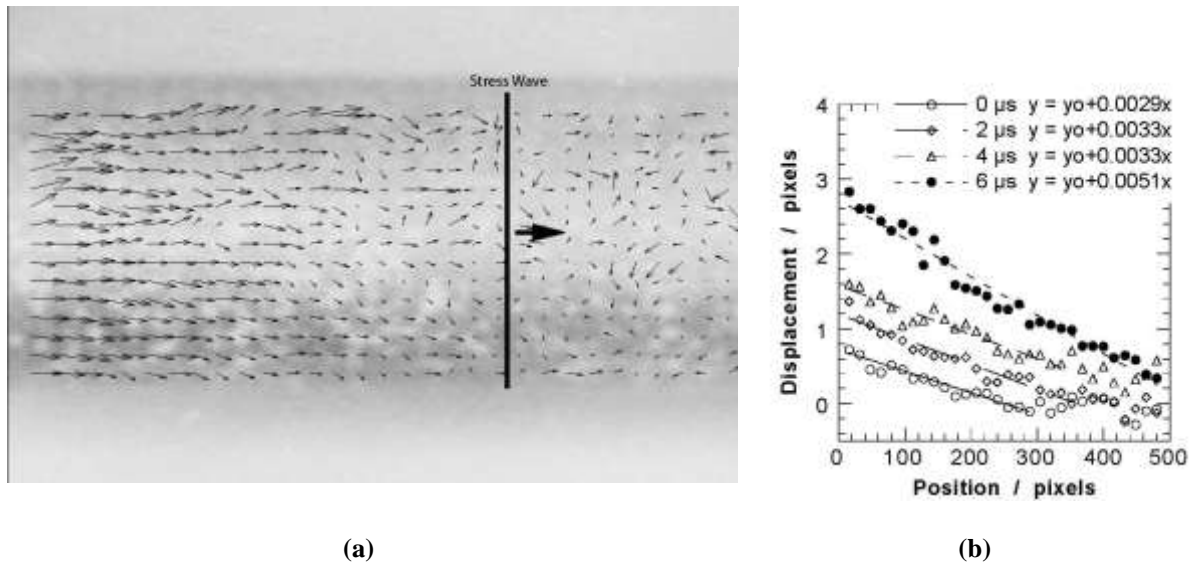 Stress Wave
4
3
2
1
0
Displacement / pixels
0 µs y = yo+0.0029x
2 µs y = yo+0.0033x
4 µs y = yo+0.0033x
6 µs y = yo+0.0051x
0 100 200 300 400 500
Position / pixels
(a) (b)